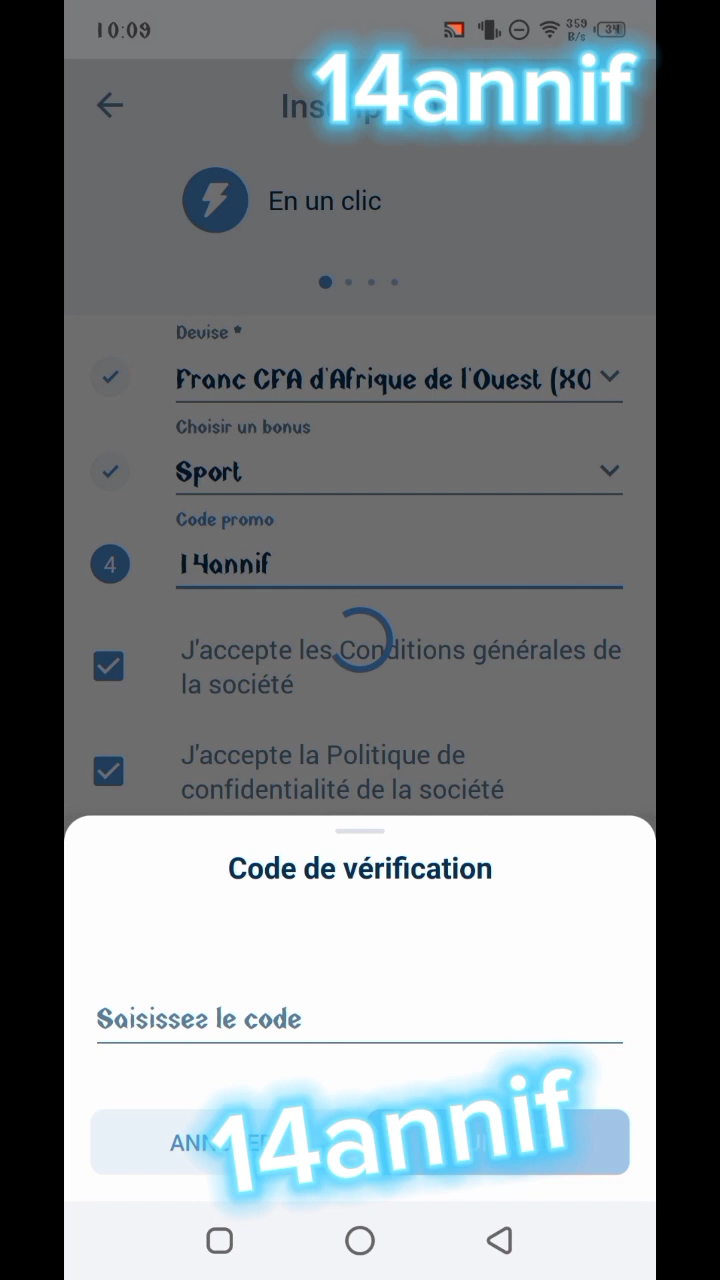 10:09
359
B/s
34
14annif
En un clic
Devise *
Franc CFA d'Afrique de l'Ouest (XO
Choisir un bonus
Sport
Code promo
4
14annif
J'accepte les Conditions générales de
la société
J'accepte la Politique de
confidentialité de la société
Code de vérification
Saisissez le code
14annif